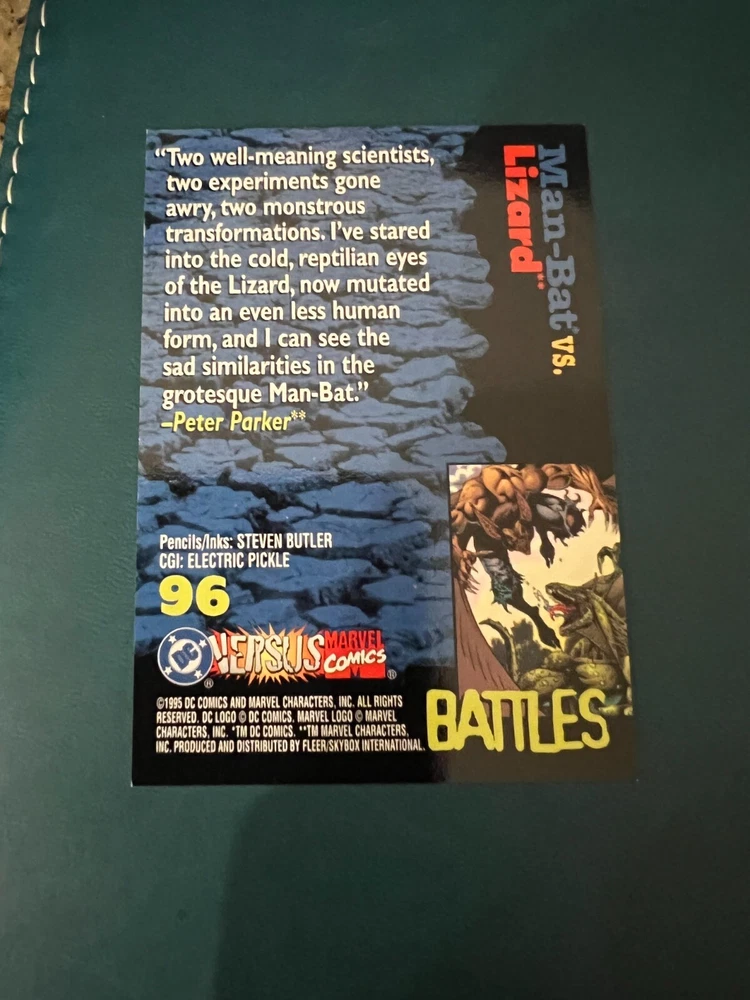 “Two well-meaning scientists,
two experiments gone
awry, two monstrous
transformations. I’ve stared
into the cold, reptilian eyes
of the Lizard, now mutated
into an even less human
form, and I can see the
sad similarities in the
grotesque Man-Bat.”
–Peter Parker**
Man-Bat* vs.
Lizard**
Pencils/Inks: STEVEN BUTLER
CGI: ELECTRIC PICKLE
96
DC VERSUS MARVEL COMICS
® ®
BATTLES
©1995 DC COMICS AND MARVEL CHARACTERS, INC. ALL RIGHTS
RESERVED. DC LOGO © DC COMICS. MARVEL LOGO © MARVEL
CHARACTERS, INC. *TM DC COMICS. **TM MARVEL CHARACTERS,
INC. PRODUCED AND DISTRIBUTED BY FLEER/SKYBOX INTERNATIONAL.